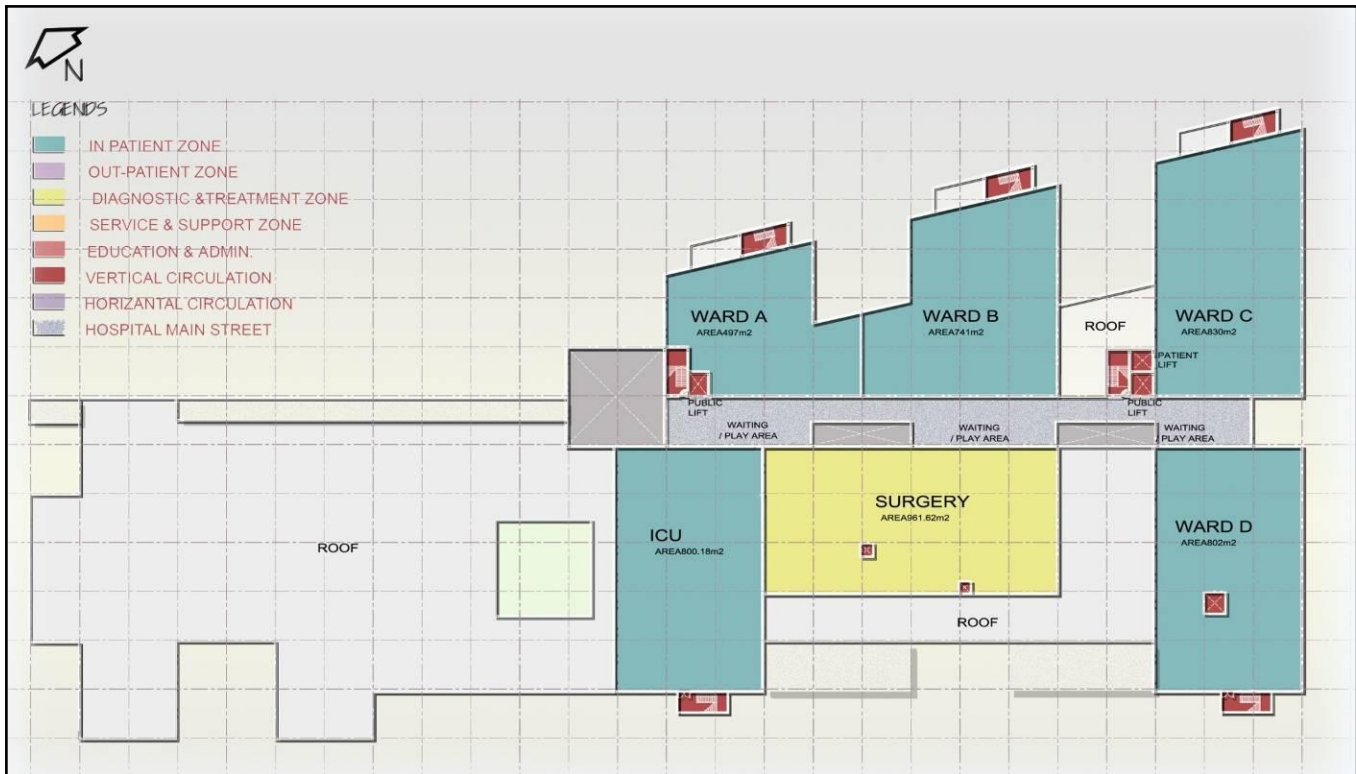 N
LEGENDS
IN PATIENT ZONE
OUT-PATIENT ZONE
DIAGNOSTIC &TREATMENT ZONE
SERVICE & SUPPORT ZONE
EDUCATION & ADMIN.
VERTICAL CIRCULATION
HORIZANTAL CIRCULATION
HOSPITAL MAIN STREET
WARD A
AREA497m2
WARD B
AREA741m2
ROOF
WARD C
AREA830m2
PATIENT
LIFT
PUBLIC
LIFT
PUBLIC
LIFT
WAITING
/ PLAY AREA
WAITING
/ PLAY AREA
WAITING
/ PLAY AREA
ROOF
ICU
AREA800.18m2
SURGERY
AREA961.62m2
WARD D
AREA802m2
ROOF